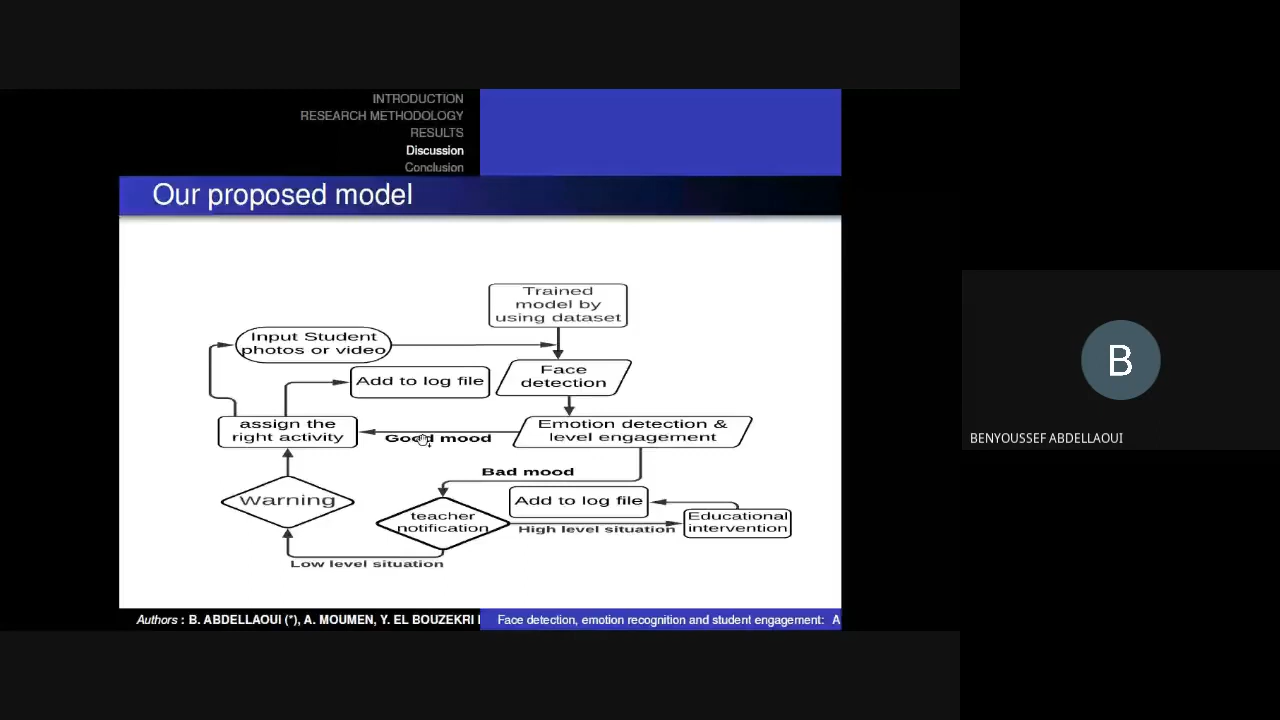 INTRODUCTION
RESEARCH METHODOLOGY
RESULTS
Discussion
Conclusion
Our proposed model
Trained
model by
using dataset
Input Student
photos or video
Face
detection
Add to log file
assign the
right activity
Good mood
Emotion detection &
level engagement
Bad mood
Warning
teacher
notification
Add to log file
High level situation
Educational
intervention
Low level situation
Authors : B. ABDELLAOUI (*), A. MOUMEN, Y. EL BOUZEKRI
Face detection, emotion recognition and student engagement: A
B
BENYOUSSEF ABDELLAOUI